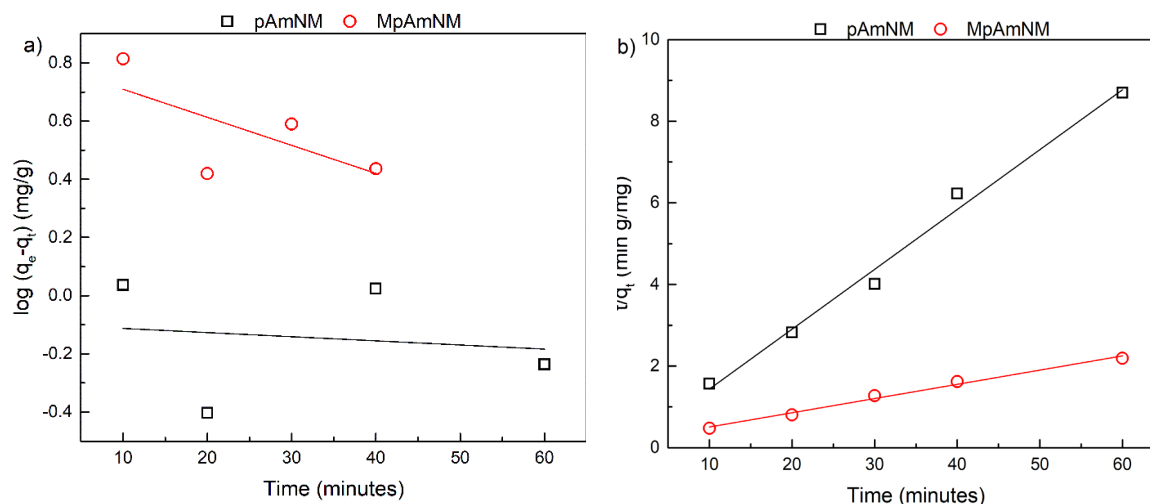 pAmNM MpAmNM
a)
0.8
0.6
0.4
0.2
0.0
-0.2
-0.4
log (qe-qt) (mg/g)
10 20 30 40 50 60
Time (minutes)
pAmNM MpAmNM
b)
10
8
6
4
2
0
t/qt (min g/mg)
10 20 30 40 50 60
Time (minutes)